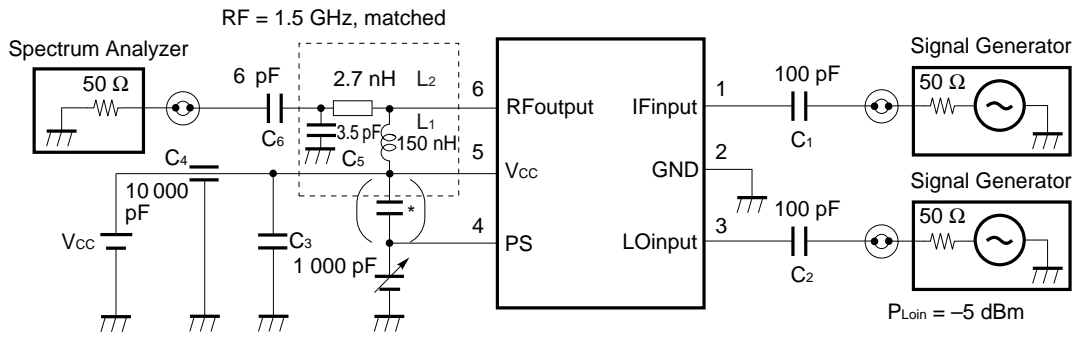 RF = 1.5 GHz, matched
Spectrum Analyzer
50 Ω
6 pF
C6
2.7 nH
L2
3.5 pF
C5
L1
150 nH
C4
10 000
pF
VCC
C3
1 000 pF
*
6
5
4
RFoutput
VCC
PS
IFinput
GND
LOinput
1
2
3
100 pF
C1
Signal Generator
50 Ω
100 pF
C2
Signal Generator
50 Ω
PLoin = –5 dBm